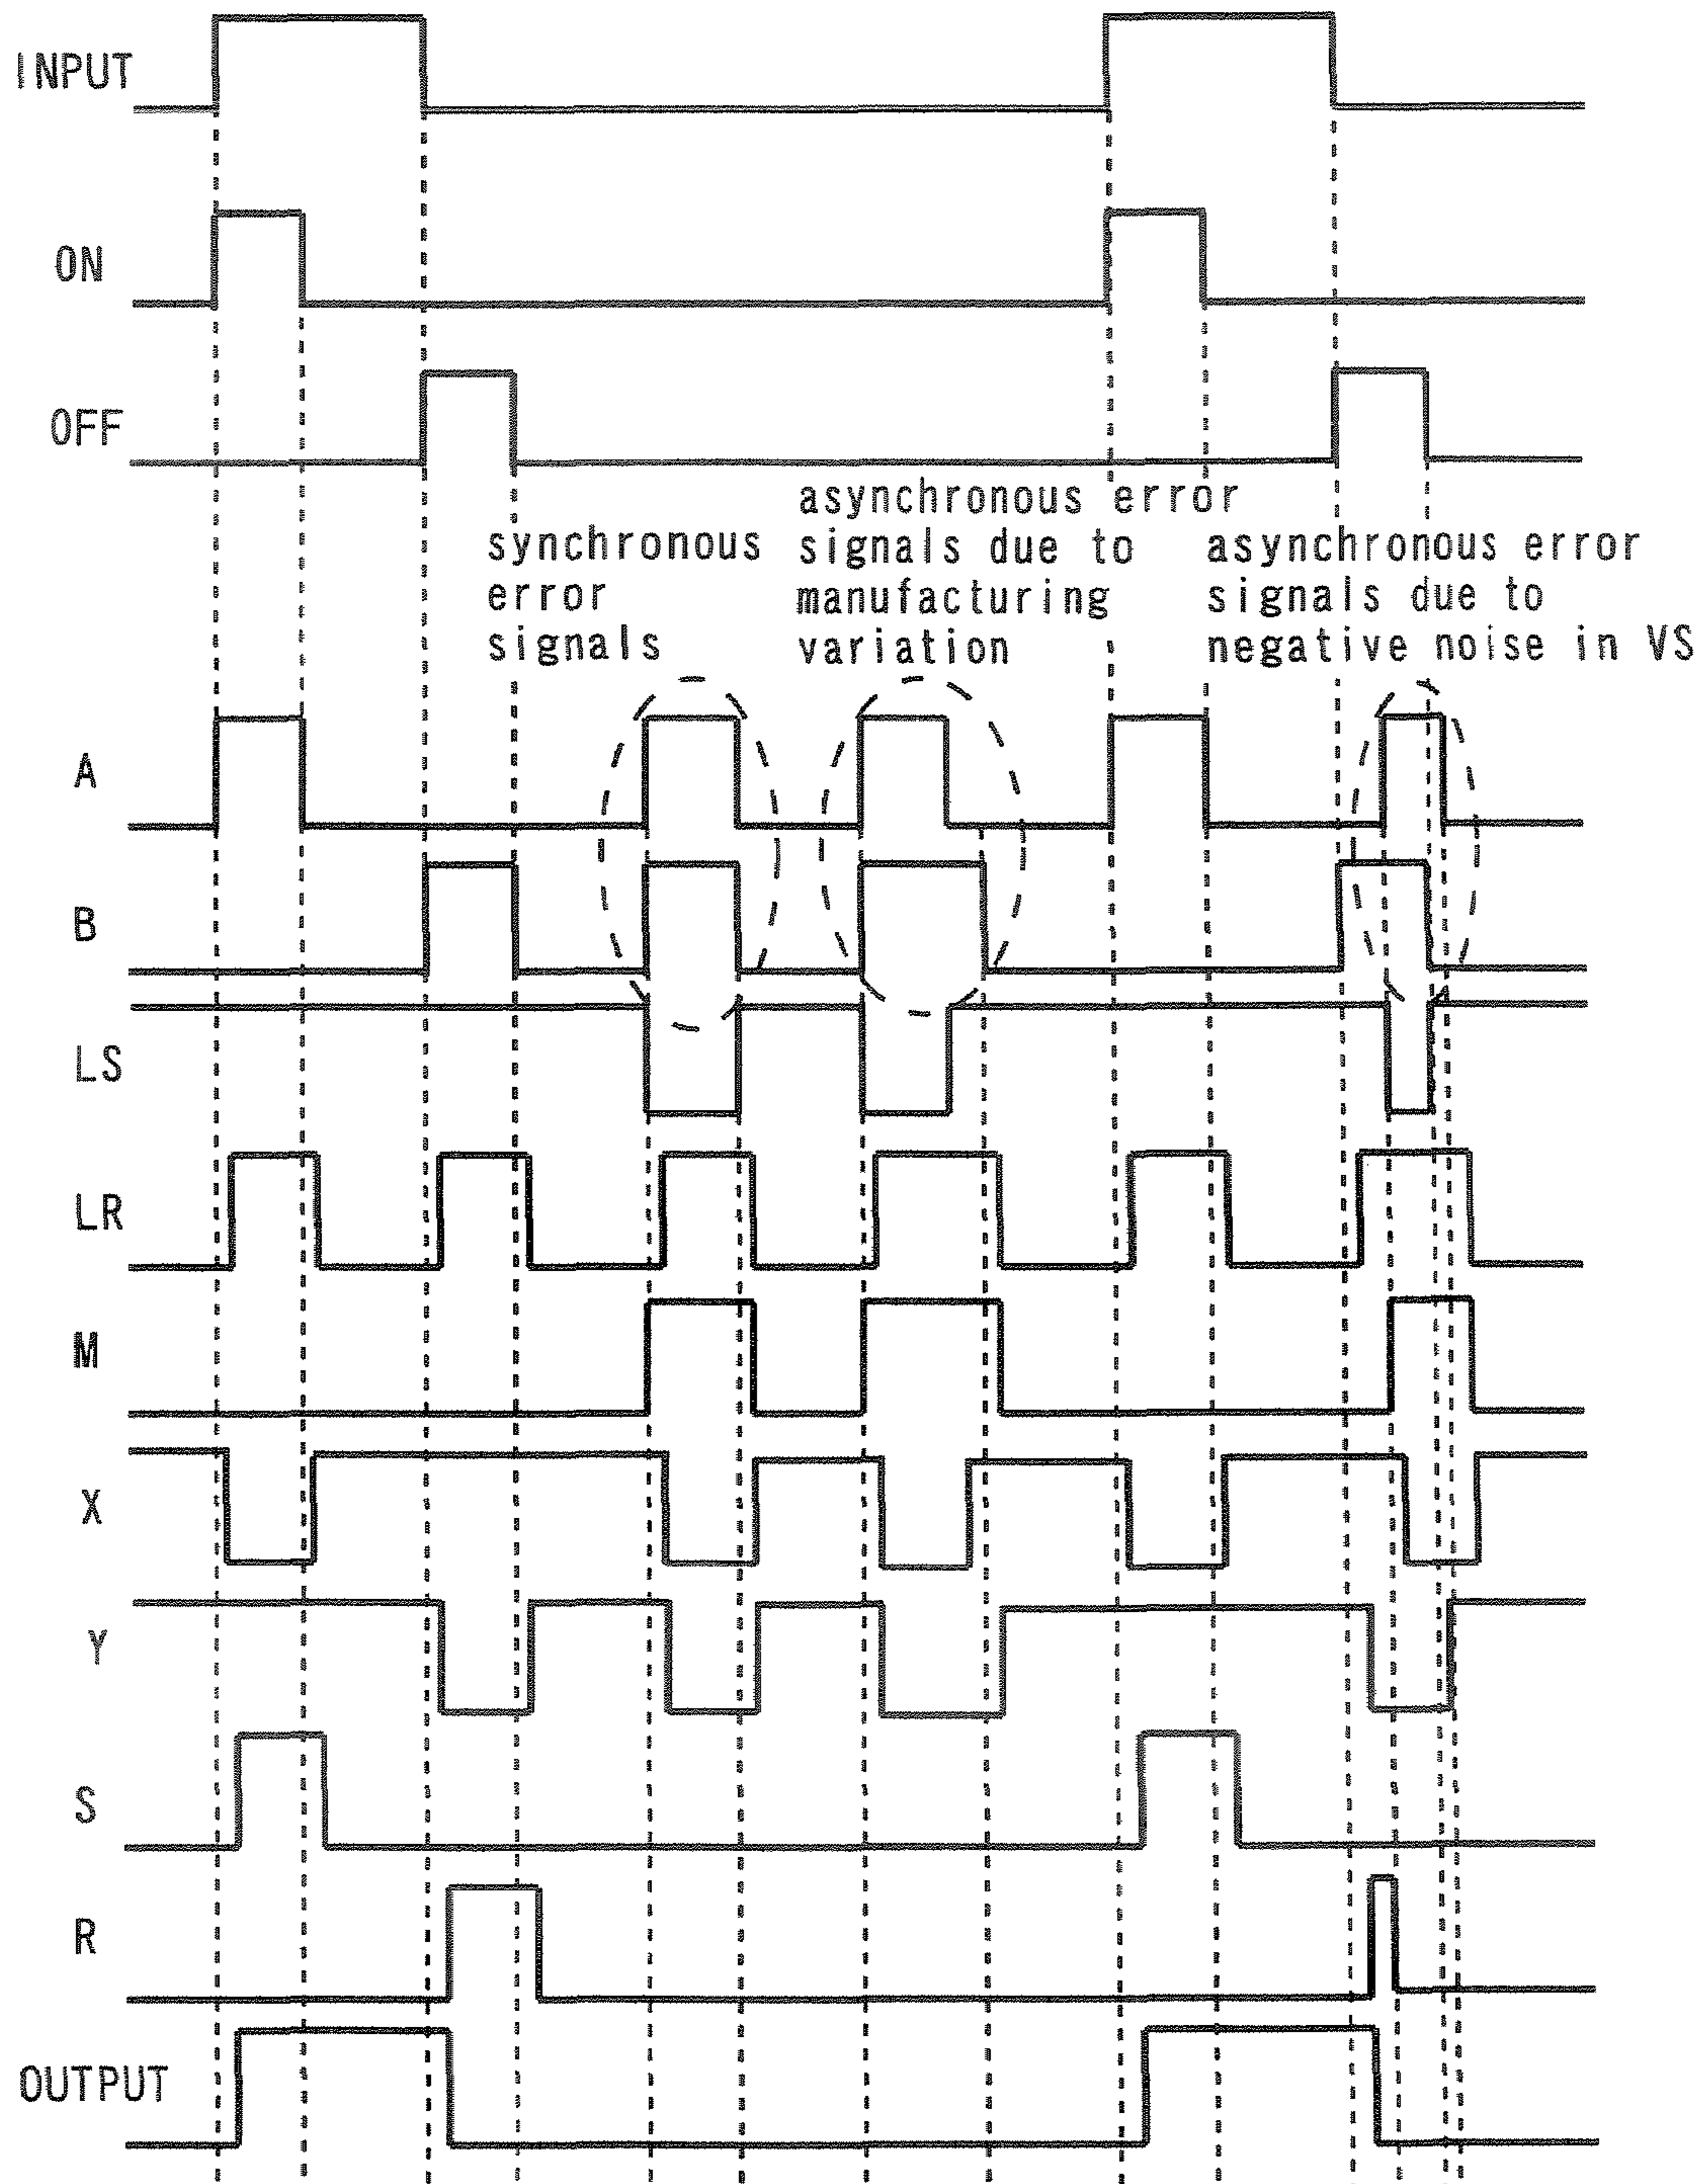 INPUT
ON
OFF
synchronous
error
signals
asynchronous error
signals due to
manufacturing
variation
asynchronous error
signals due to
negative noise in VS
A
B
LS
LR
M
X
Y
S
R
OUTPUT